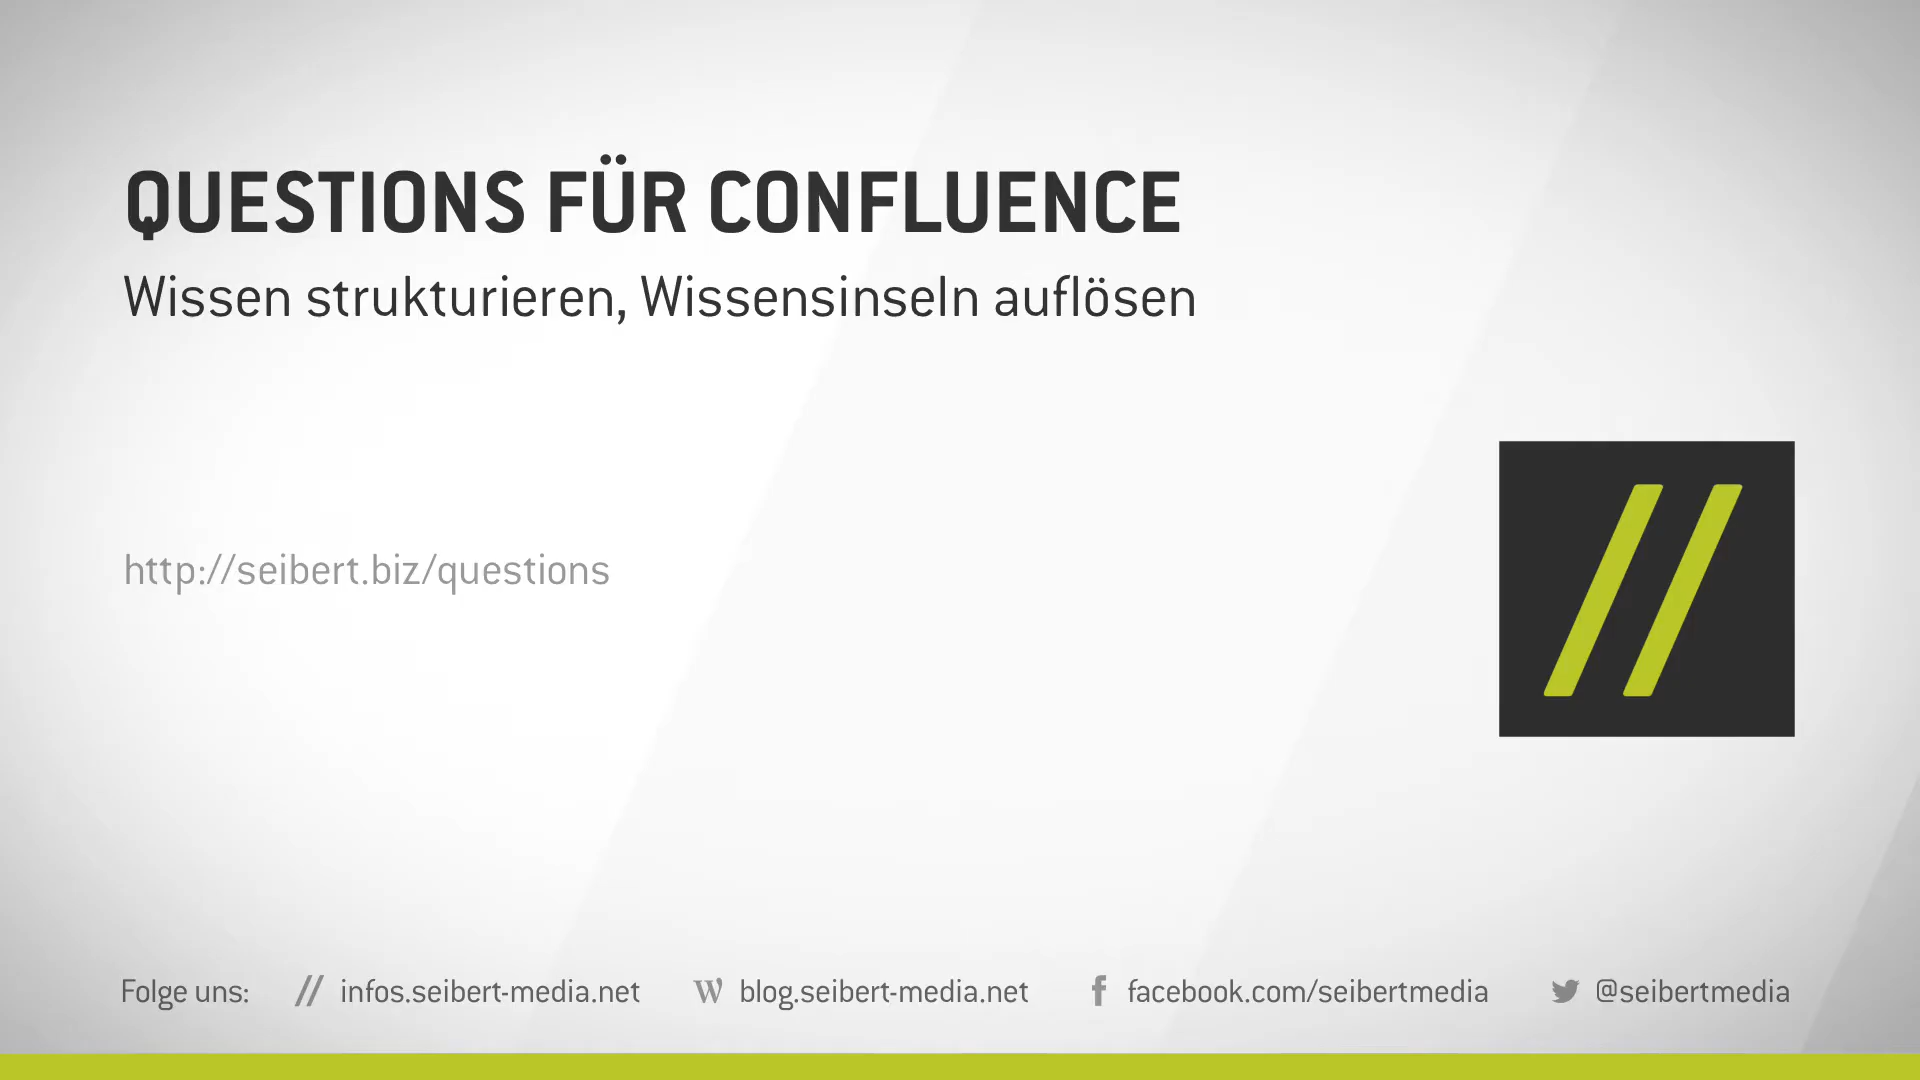 QUESTIONS FÜR CONFLUENCE
Wissen strukturieren, Wissensinseln auflösen
http://seibert.biz/questions
Folge uns: // infos.seibert-media.net W blog.seibert-media.net f facebook.com/seibertmedia @seibertmedia